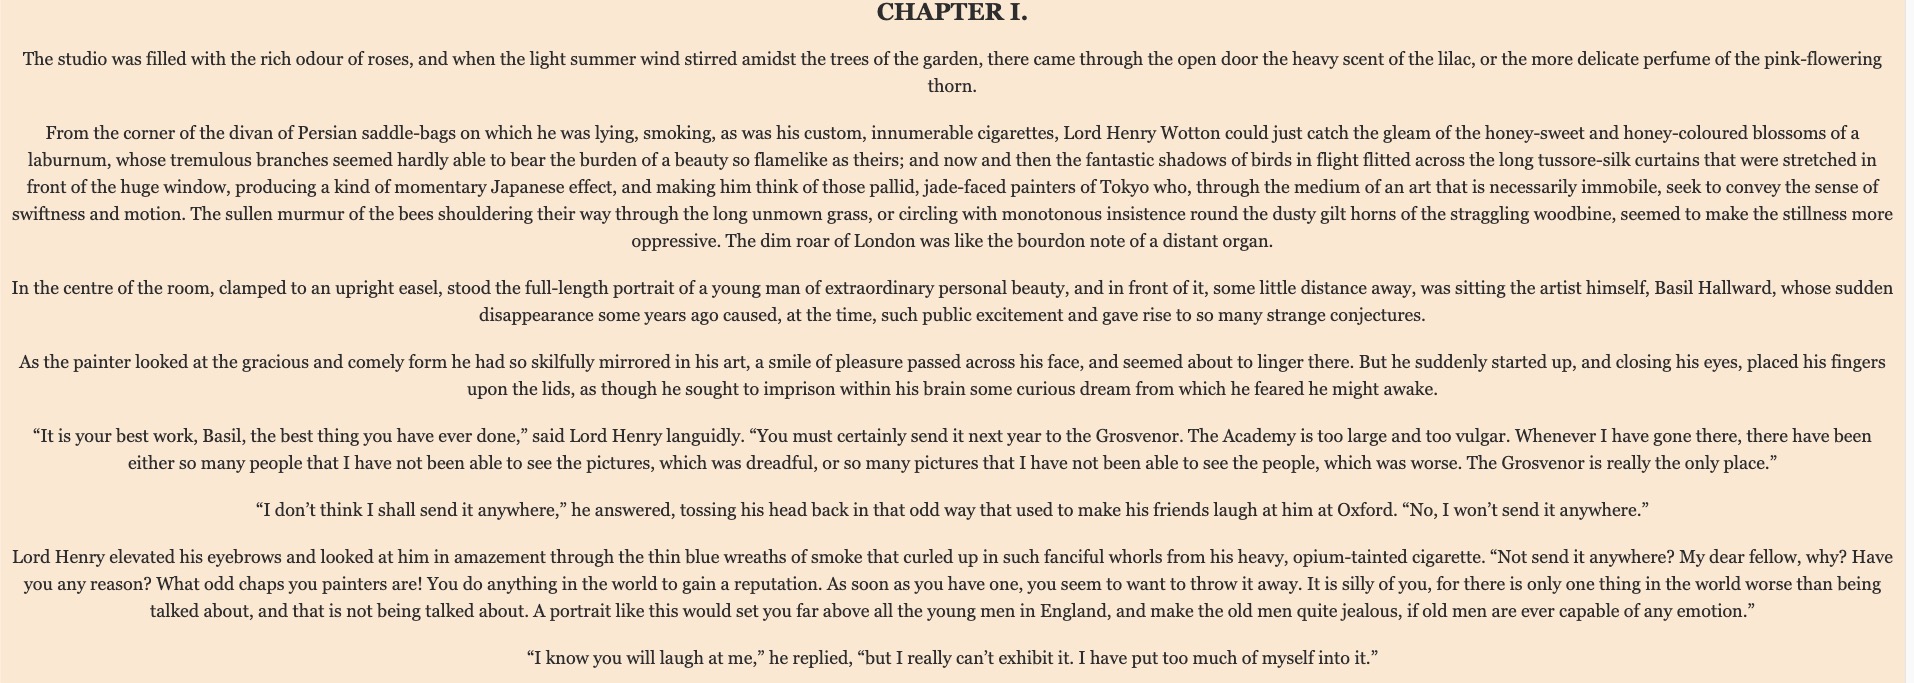 CHAPTER I.
The studio was filled with the rich odour of roses, and when the light summer wind stirred amidst the trees of the garden, there came through the open door the heavy scent of the lilac, or the more delicate perfume of the pink-flowering
thorn.
From the corner of the divan of Persian saddle-bags on which he was lying, smoking, as was his custom, innumerable cigarettes, Lord Henry Wotton could just catch the gleam of the honey-sweet and honey-coloured blossoms of a
laburnum, whose tremulous branches seemed hardly able to bear the burden of a beauty so flamelike as theirs; and now and then the fantastic shadows of birds in flight flitted across the long tussore-silk curtains that were stretched in
front of the huge window, producing a kind of momentary Japanese effect, and making him think of those pallid, jade-faced painters of Tokyo who, through the medium of an art that is necessarily immobile, seek to convey the sense of
swiftness and motion. The sullen murmur of the bees shouldering their way through the long unmown grass, or circling with monotonous insistence round the dusty gilt horns of the straggling woodbine, seemed to make the stillness more
oppressive. The dim roar of London was like the bourdon note of a distant organ.
In the centre of the room, clamped to an upright easel, stood the full-length portrait of a young man of extraordinary personal beauty, and in front of it, some little distance away, was sitting the artist himself, Basil Hallward, whose sudden
disappearance some years ago caused, at the time, such public excitement and gave rise to so many strange conjectures.
As the painter looked at the gracious and comely form he had so skilfully mirrored in his art, a smile of pleasure passed across his face, and seemed about to linger there. But he suddenly started up, and closing his eyes, placed his fingers
upon the lids, as though he sought to imprison within his brain some curious dream from which he feared he might awake.
“It is your best work, Basil, the best thing you have ever done,” said Lord Henry languidly. “You must certainly send it next year to the Grosvenor. The Academy is too large and too vulgar. Whenever I have gone there, there have been
either so many people that I have not been able to see the pictures, which was dreadful, or so many pictures that I have not been able to see the people, which was worse. The Grosvenor is really the only place.”
“I don’t think I shall send it anywhere,” he answered, tossing his head back in that odd way that used to make his friends laugh at him at Oxford. “No, I won’t send it anywhere.”
Lord Henry elevated his eyebrows and looked at him in amazement through the thin blue wreaths of smoke that curled up in such fanciful whorls from his heavy, opium-tainted cigarette. “Not send it anywhere? My dear fellow, why? Have
you any reason? What odd chaps you painters are! You do anything in the world to gain a reputation. As soon as you have one, you seem to want to throw it away. It is silly of you, for there is only one thing in the world worse than being
talked about, and that is not being talked about. A portrait like this would set you far above all the young men in England, and make the old men quite jealous, if old men are ever capable of any emotion.”
“I know you will laugh at me,” he replied, “but I really can’t exhibit it. I have put too much of myself into it.”